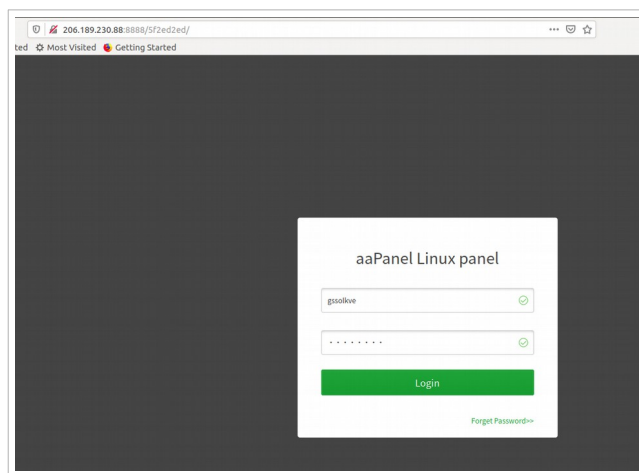 206.189.230.88:8888/5f2ed2ed/
ted Most Visited Getting Started
aaPanel Linux panel
gssolkve
Login
Forget Password>>